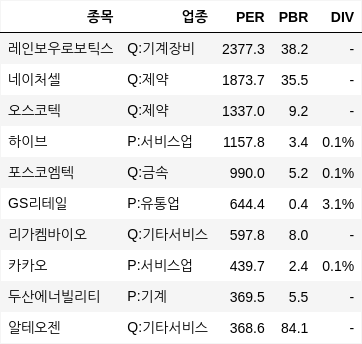 종목 업종 PER PBR DIV
레인보우로보틱스 Q:기계장비 2377.3 38.2 -
네이처셀 Q:제약 1873.7 35.5 -
오스코텍 Q:제약 1337.0 9.2 -
하이브 P:서비스업 1157.8 3.4 0.1%
포스코엠텍 Q:금속 990.0 5.2 0.1%
GS리테일 P:유통업 644.4 0.4 3.1%
리가켐바이오 Q:기타서비스 597.8 8.0 -
카카오 P:서비스업 439.7 2.4 0.1%
두산에너빌리티 P:기계 369.5 5.5 -
알테오젠 Q:기타서비스 368.6 84.1 -